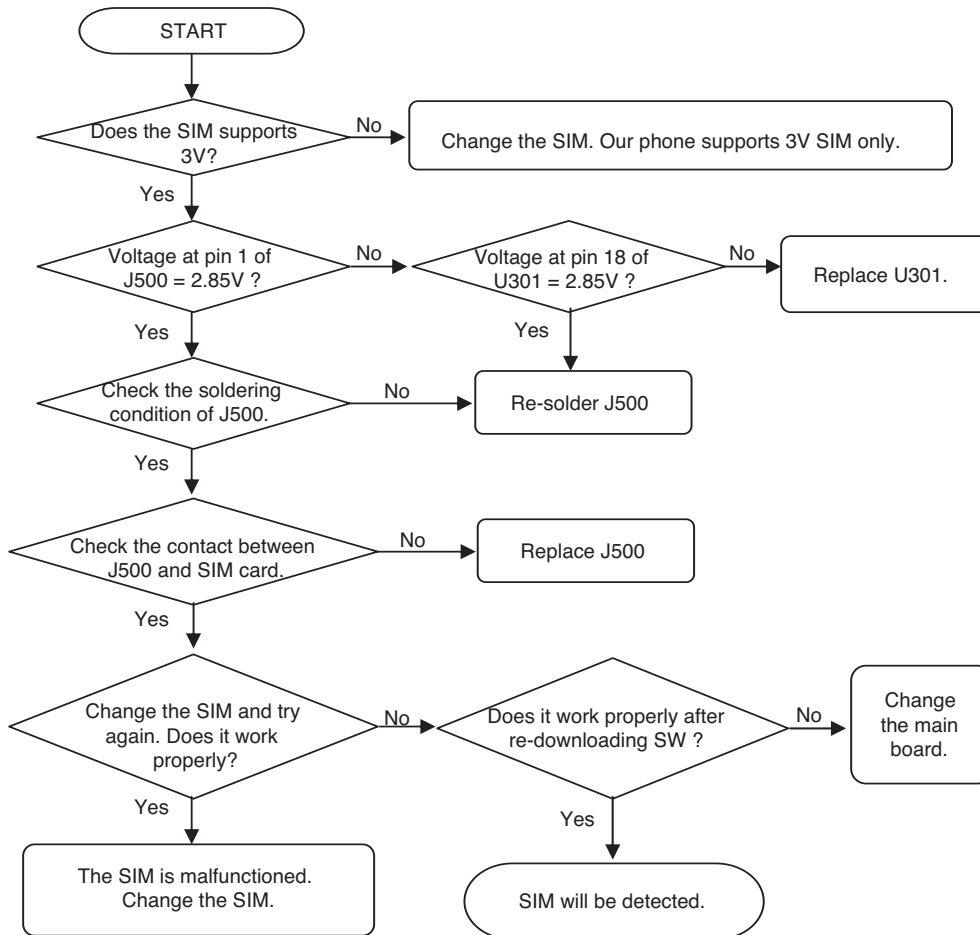 START
Does the SIM supports
3V?
No
Change the SIM. Our phone supports 3V SIM only.
Yes
Voltage at pin 1 of
J500 = 2.85V ?
No
Voltage at pin 18 of
U301 = 2.85V ?
No
Replace U301.
Yes
Yes
Check the soldering
condition of J500.
No
Re-solder J500
Yes
Check the contact between
J500 and SIM card.
No
Replace J500
Yes
Change the SIM and try
again. Does it work
properly?
No
Does it work properly after
re-downloading SW ?
No
Change
the main
board.
Yes
Yes
The SIM is malfunctioned.
Change the SIM.
SIM will be detected.